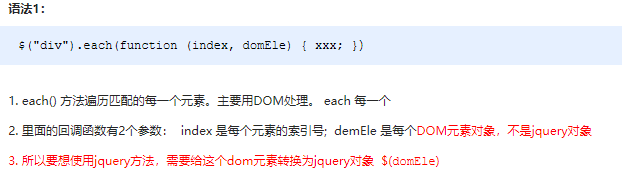 语法1：
$("div").each(function (index, domEle) { xxx; })
1. each() 方法遍历匹配的每一个元素。主要用DOM处理。 each 每一个
2. 里面的回调函数有2个参数： index 是每个元素的索引号; demEle 是每个DOM元素对象，不是jquery对象
3. 所以要想使用jquery方法，需要给这个dom元素转换为jquery对象 $(domEle)